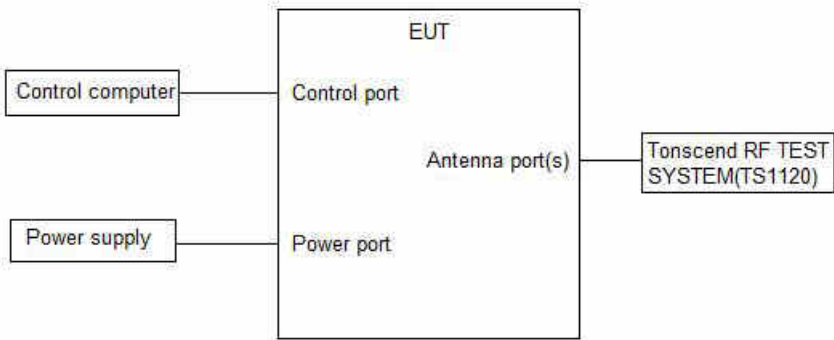 EUT
Control computer
Control port
Antenna port(s)
Tonscend RF TEST
SYSTEM(TS1120)
Power supply
Power port